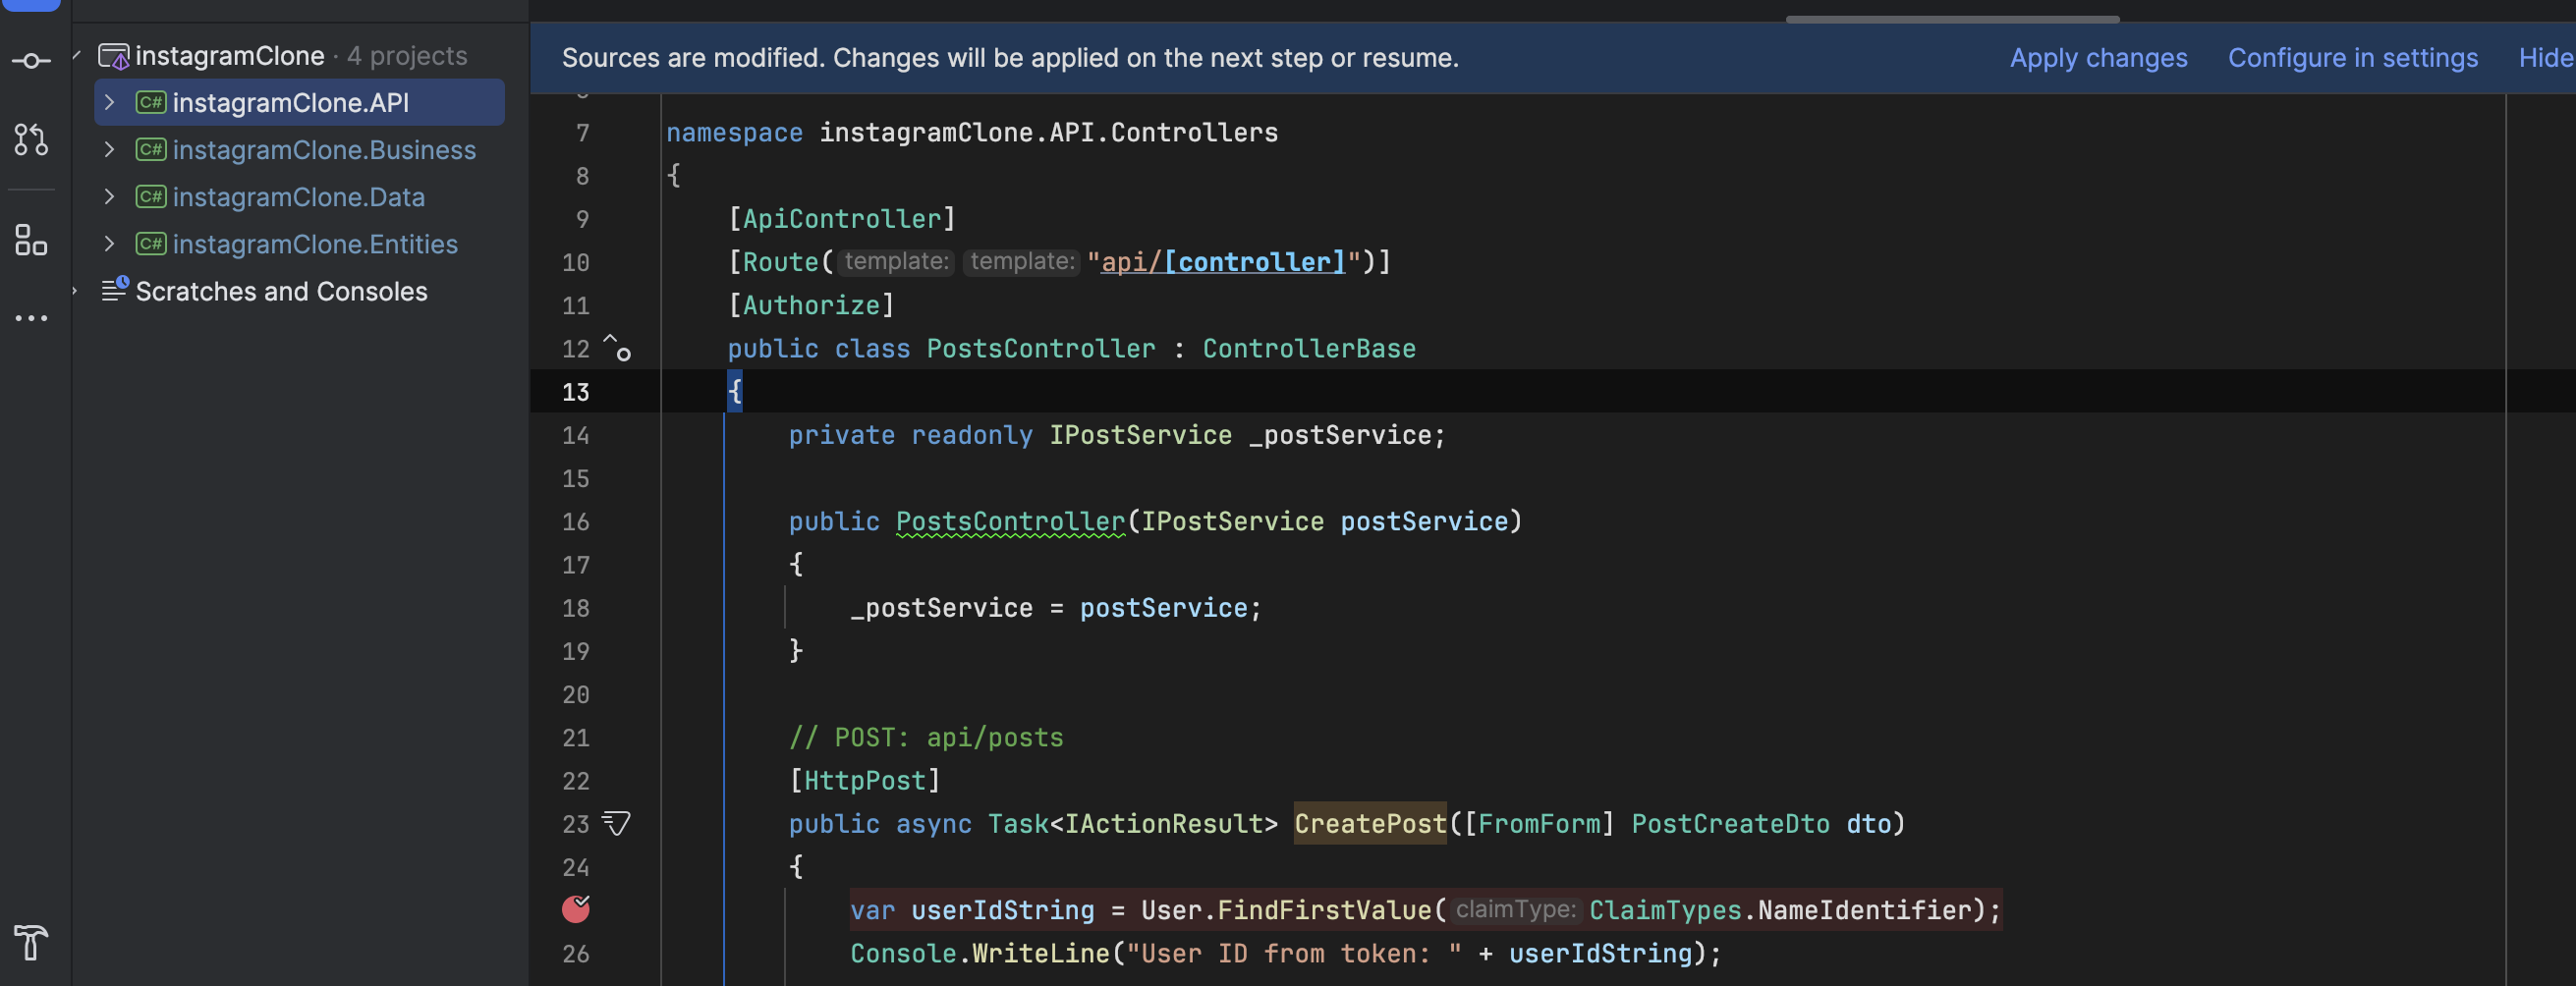 instagramClone · 4 projects
C# instagramClone.API
C# instagramClone.Business
C# instagramClone.Data
C# instagramClone.Entities
Scratches and Consoles
Sources are modified. Changes will be applied on the next step or resume.
Apply changes Configure in settings Hide
7 namespace instagramClone.API.Controllers
8 {
9 [ApiController]
10 [Route( template: template: "api/[controller]")]
11 [Authorize]
12 public class PostsController : ControllerBase
13 {
14 private readonly IPostService _postService;
15
16 public PostsController(IPostService postService)
17 {
18 _postService = postService;
19 }
20
21 // POST: api/posts
22 [HttpPost]
23 public async Task<IActionResult> CreatePost([FromForm] PostCreateDto dto)
24 {
var userIdString = User.FindFirstValue( claimType: ClaimTypes.NameIdentifier);
26 Console.WriteLine("User ID from token: " + userIdString);